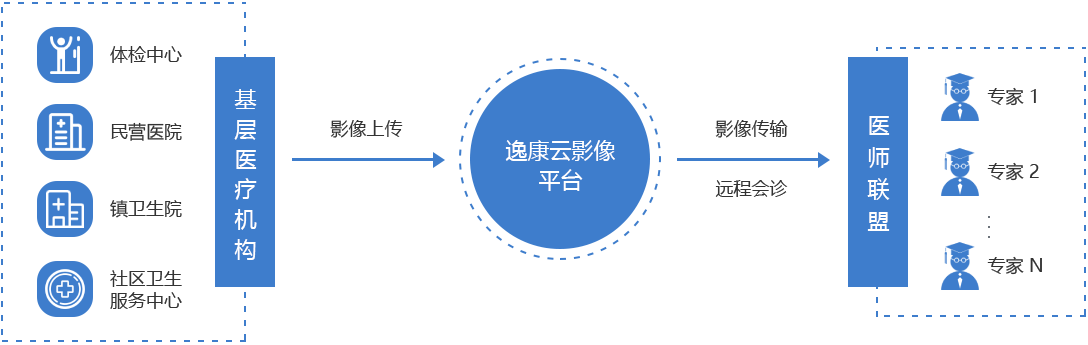 体检中心
民营医院
镇卫生院
社区卫生
服务中心
基层医疗机构
影像上传
逸康云影像
平台
影像传输
远程会诊
医师联盟
专家 1
专家 2
专家 N